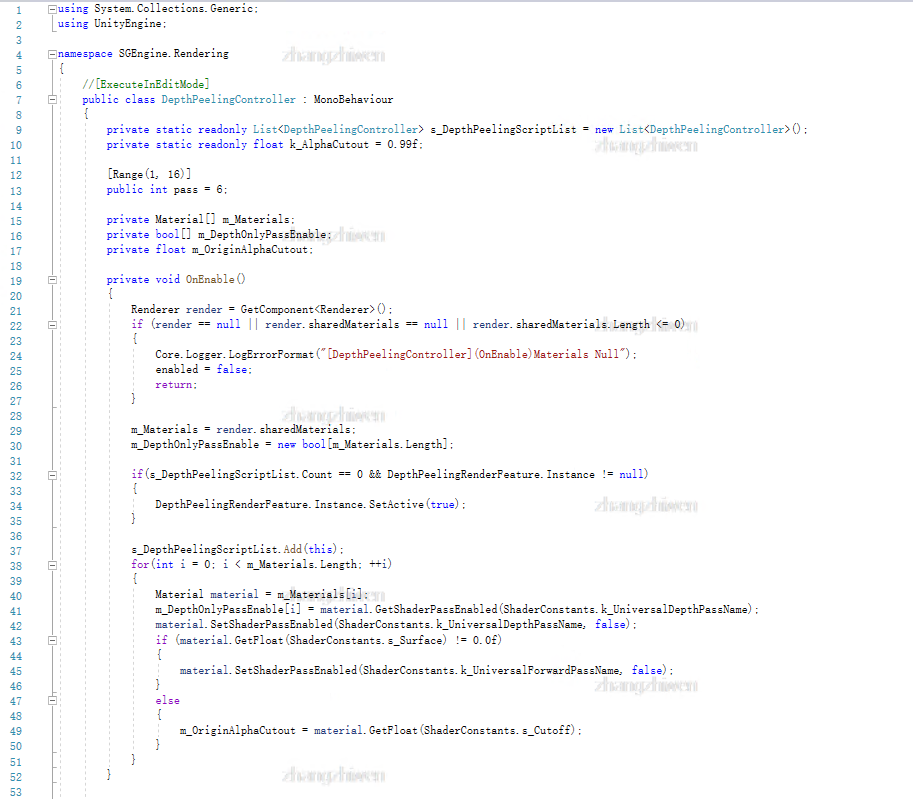 1 using System.Collections.Generic;
2 using UnityEngine;
3
4 namespace SGEngine.Rendering
5 {
6     //[ExecuteInEditMode]
7     public class DepthPeelingController : MonoBehaviour
8     {
9         private static readonly List<DepthPeelingController> s_DepthPeelingScriptList = new List<DepthPeelingController>();
10         private static readonly float k_AlphaCutout = 0.99f;
11
12         [Range(1, 16)]
13         public int pass = 6;
14
15         private Material[] m_Materials;
16         private bool[] m_DepthOnlyPassEnable;
17         private float m_OriginAlphaCutout;
18
19         private void OnEnable()
20         {
21             Renderer render = GetComponent<Renderer>();
22             if (render == null || render.sharedMaterials == null || render.sharedMaterials.Length <= 0)
23             {
24                 Core.Logger.LogErrorFormat("[DepthPeelingController](OnEnable)Materials Null");
25                 enabled = false;
26                 return;
27             }
28
29             m_Materials = render.sharedMaterials;
30             m_DepthOnlyPassEnable = new bool[m_Materials.Length];
31
32             if(s_DepthPeelingScriptList.Count == 0 && DepthPeelingRenderFeature.Instance != null)
33             {
34                 DepthPeelingRenderFeature.Instance.SetActive(true);
35             }
36
37             s_DepthPeelingScriptList.Add(this);
38             for(int i = 0; i < m_Materials.Length; ++i)
39             {
40                 Material material = m_Materials[i];
41                 m_DepthOnlyPassEnable[i] = material.GetShaderPassEnabled(ShaderConstants.k_UniversalDepthPassName);
42                 material.SetShaderPassEnabled(ShaderConstants.k_UniversalDepthPassName, false);
43                 if (material.GetFloat(ShaderConstants.s_Surface) != 0.0f)
44                 {
45                     material.SetShaderPassEnabled(ShaderConstants.k_UniversalForwardPassName, false);
46                 }
47                 else
48                 {
49                     m_OriginAlphaCutout = material.GetFloat(ShaderConstants.s_Cutoff);
50                 }
51             }
52         }
53
zhangzhiwen
zhangzhiwen
zhangzhiwen
zhangzhiwen
zhangzhiwen
zhangzhiwen
zhangzhiwen
zhangzhiwen
zhangzhiwen